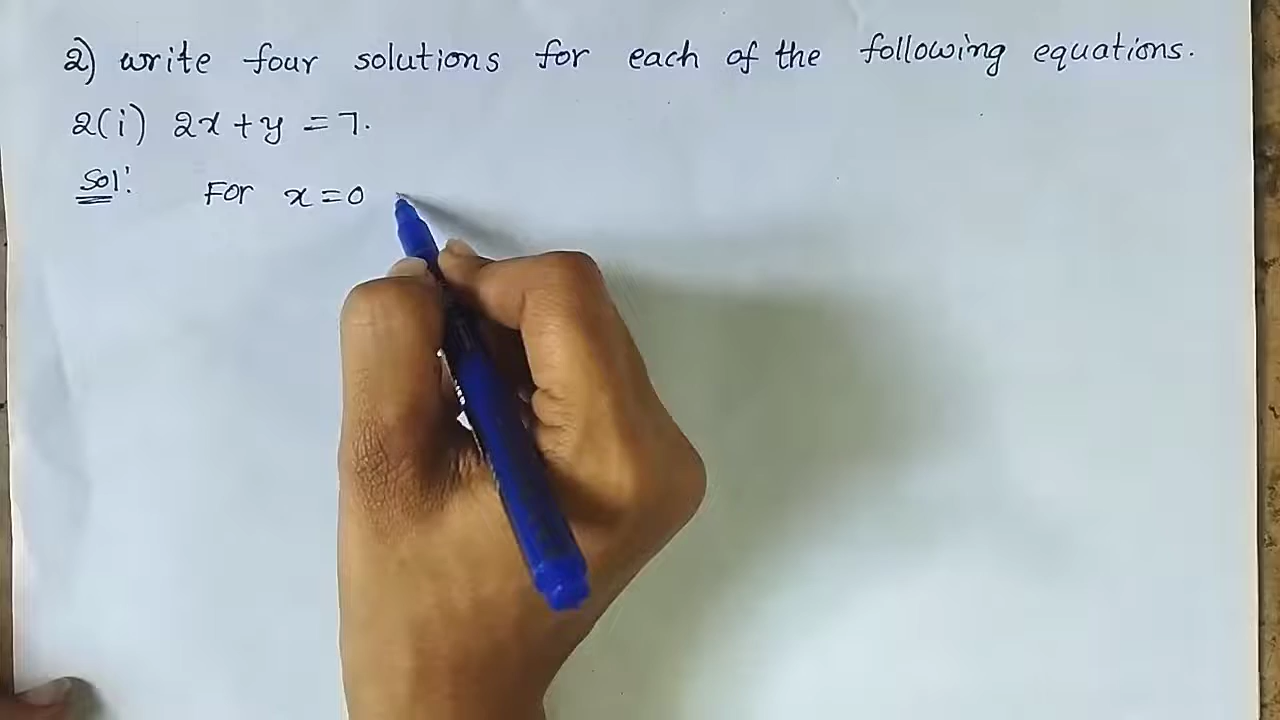 2) write four solutions for each of the following equations.
2(i) 2x + y = 7.
Sol: For x = 0